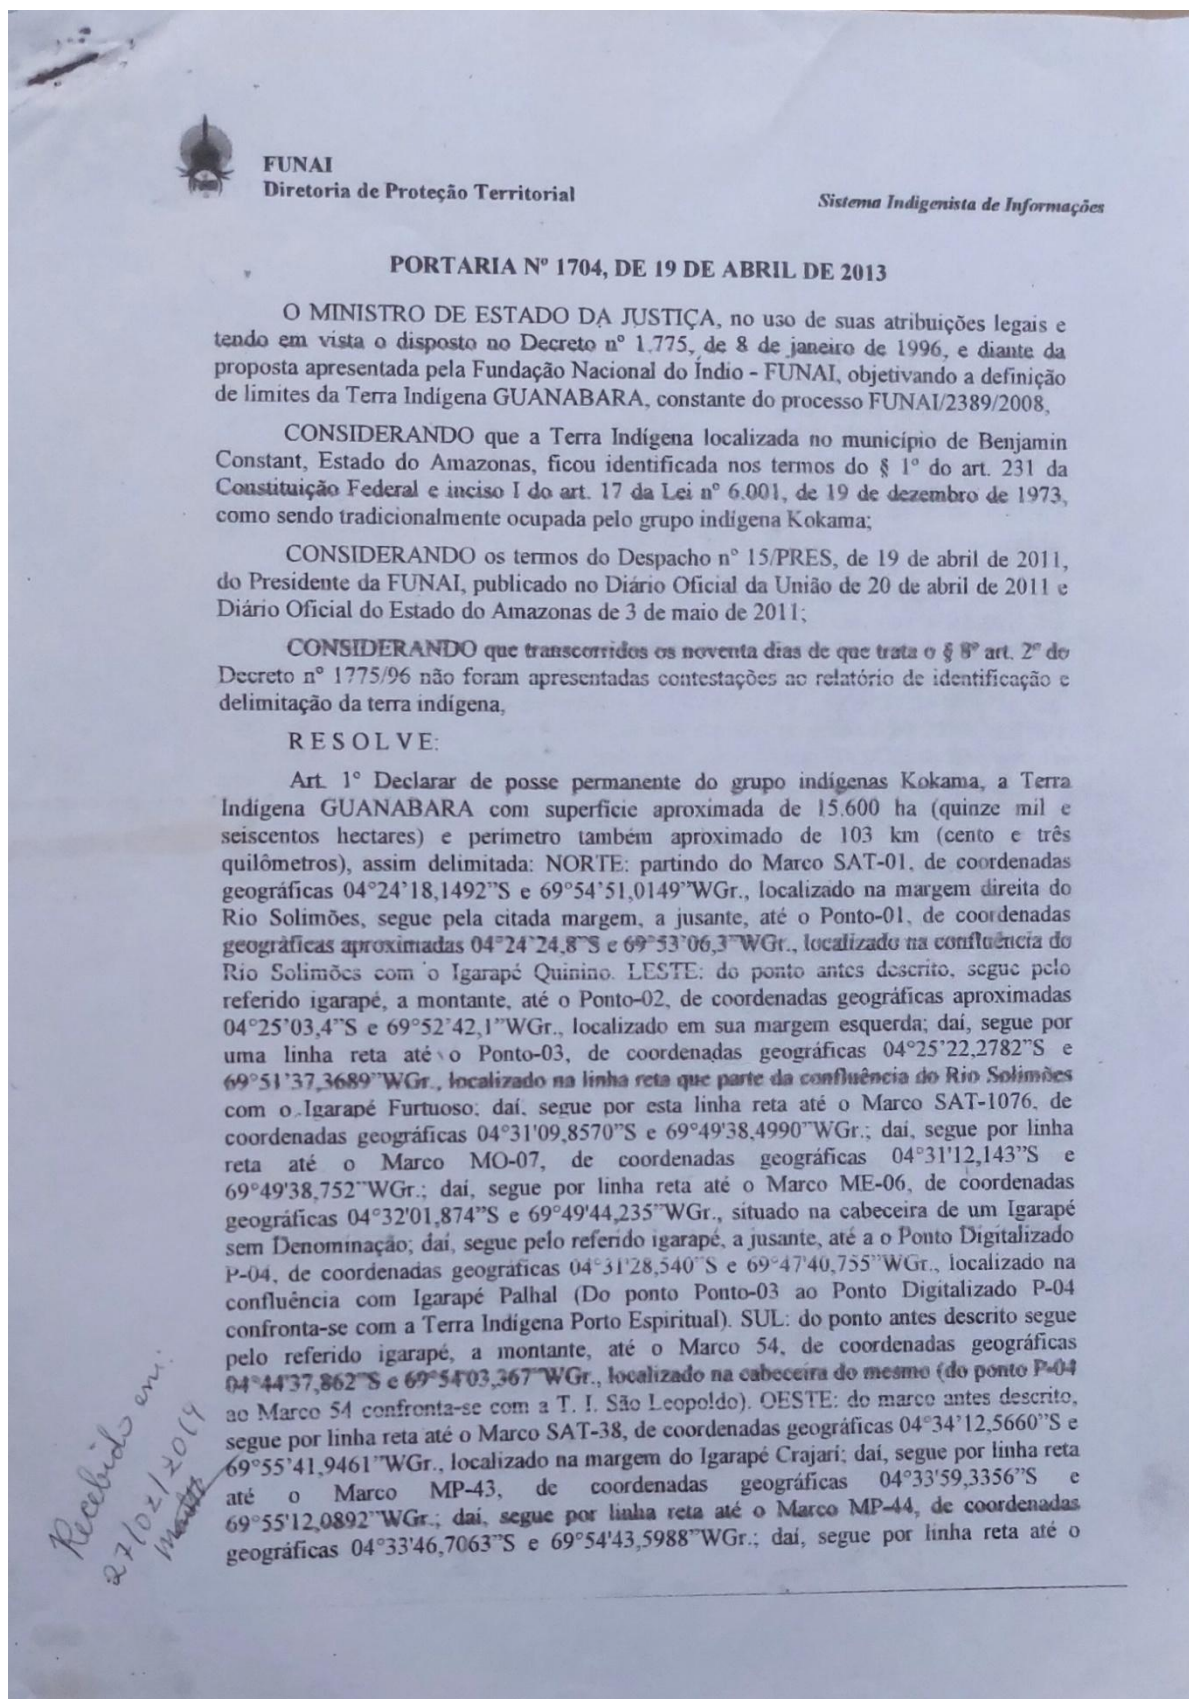 FUNAI
Diretoria de Proteção Territorial
Sistema Indigenista de Informações
PORTARIA Nº 1704, DE 19 DE ABRIL DE 2013
O MINISTRO DE ESTADO DA JUSTIÇA, no uso de suas atribuições legais e
tendo em vista o disposto no Decreto nº 1.775, de 8 de janeiro de 1996, e diante da
proposta apresentada pela Fundação Nacional do Índio - FUNAI, objetivando a definição
de limites da Terra Indígena GUANABARA, constante do processo FUNAI/2389/2008,
CONSIDERANDO que a Terra Indígena localizada no município de Benjamin
Constant, Estado do Amazonas, ficou identificada nos termos do § 1º do art. 231 da
Constituição Federal e inciso I do art. 17 da Lei nº 6.001, de 19 de dezembro de 1973,
como sendo tradicionalmente ocupada pelo grupo indígena Kokama;
CONSIDERANDO os termos do Despacho nº 15/PRES, de 19 de abril de 2011,
do Presidente da FUNAI, publicado no Diário Oficial da União de 20 de abril de 2011 e
Diário Oficial do Estado do Amazonas de 3 de maio de 2011;
CONSIDERANDO que transcorridos os noventa dias de que trata o § 8º art. 2º do
Decreto nº 1775/96 não foram apresentadas contestações ao relatório de identificação e
delimitação da terra indígena,
R E S O L V E:
Art. 1º Declarar de posse permanente do grupo indígenas Kokama, a Terra
Indígena GUANABARA com superfície aproximada de 15.600 ha (quinze mil e
seiscentos hectares) e perímetro também aproximado de 103 km (cento e três
quilômetros), assim delimitada: NORTE: partindo do Marco SAT-01, de coordenadas
geográficas 04°24'18,1492"S e 69°54'51,0149"WGr., localizado na margem direita do
Rio Solimões, segue pela citada margem, a jusante, até o Ponto-01, de coordenadas
geográficas aproximadas 04°24'24,8"S e 69°53'06,3"WGr., localizado na confluência do
Rio Solimões com o Igarapé Quinino. LESTE: do ponto antes descrito, segue pelo
referido igarapé, a montante, até o Ponto-02, de coordenadas geográficas aproximadas
04°25'03,4"S e 69°52'42,1"WGr., localizado em sua margem esquerda; daí, segue por
uma linha reta até o Ponto-03, de coordenadas geográficas 04°25'22,2782"S e
69°51'37,3689"WGr., localizado na linha reta que parte da confluência do Rio Solimões
com o Igarapé Furtuoso; daí, segue por esta linha reta até o Marco SAT-1076, de
coordenadas geográficas 04°31'09,8570"S e 69°49'38,4990"WGr.; daí, segue por linha
reta até o Marco MO-07, de coordenadas geográficas 04°31'12,143"S e
69°49'38,752"WGr.; daí, segue por linha reta até o Marco ME-06, de coordenadas
geográficas 04°32'01,874"S e 69°49'44,235"WGr., situado na cabeceira de um Igarapé
sem Denominação; daí, segue pelo referido igarapé, a jusante, até a o Ponto Digitalizado
P-04, de coordenadas geográficas 04°31'28,540"S e 69°47'40,755"WGr., localizado na
confluência com Igarapé Palhal (Do ponto Ponto-03 ao Ponto Digitalizado P-04
confronta-se com a Terra Indígena Porto Espiritual). SUL: do ponto antes descrito segue
pelo referido igarapé, a montante, até o Marco 54, de coordenadas geográficas
04°44'37,862"S e 69°54'03,367"WGr., localizado na cabeceira do mesmo (do ponto P-04
ao Marco 54 confronta-se com a T. I. São Leopoldo). OESTE: do marco antes descrito,
segue por linha reta até o Marco SAT-38, de coordenadas geográficas 04°34'12,5660"S e
69°55'41,9461"WGr., localizado na margem do Igarapé Crajari; daí, segue por linha reta
até o Marco MP-43, de coordenadas geográficas 04°33'59,3356"S e
69°55'12,0892"WGr.; daí, segue por linha reta até o Marco MP-44, de coordenadas
geográficas 04°33'46,7063"S e 69°54'43,5988"WGr.; daí, segue por linha reta até o
Recebido em:
27/02/2014